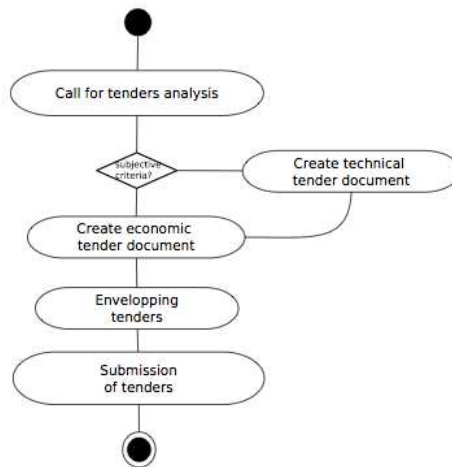 Call for tenders analysis
subjective
criteria?
Create technical
tender document
Create economic
tender document
Envelopping
tenders
Submission
of tenders